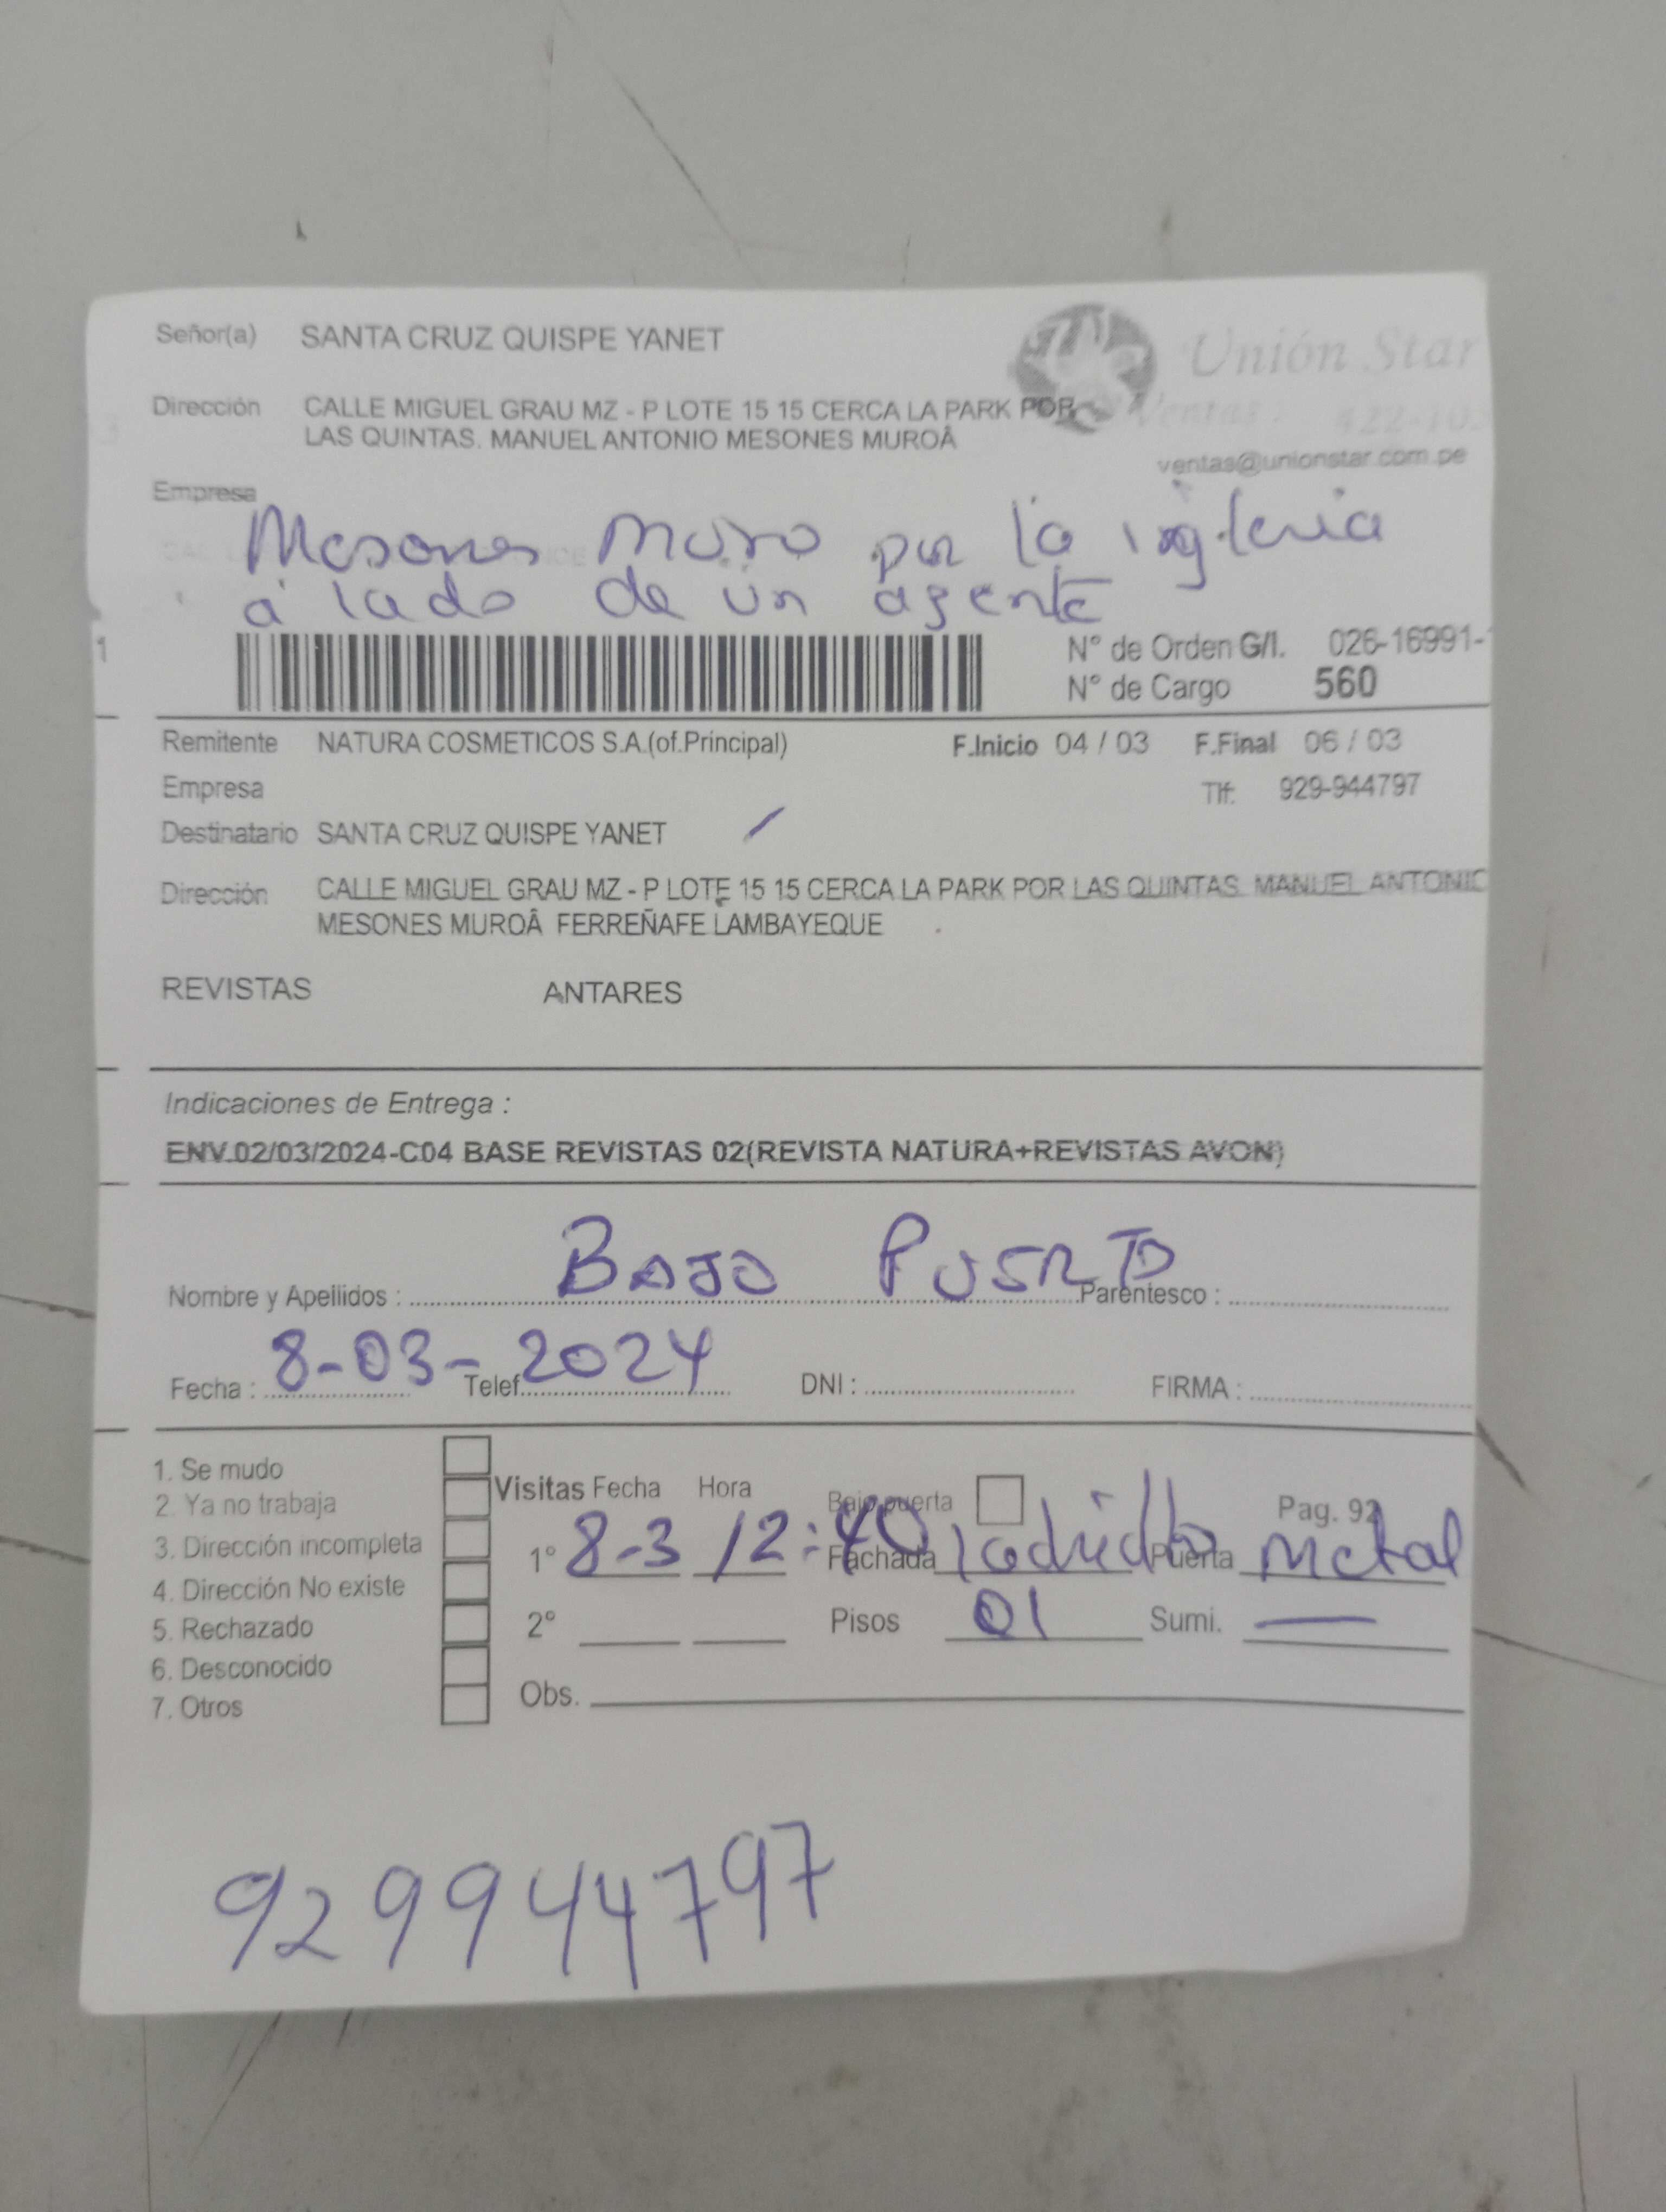 Señor(a) SANTA CRUZ QUISPE YANET
Unión Star
Dirección CALLE MIGUEL GRAU MZ - P LOTE 15 15 CERCA LA PARK POR
Ventas: 422-103
LAS QUINTAS. MANUEL ANTONIO MESONES MUROÂ
ventas@unionstar.com.pe
Empresa
Mesones Muro por la iglesia
a lado de un agente
1
N° de Orden G/I. 026-16991-
N° de Cargo 560
Remitente NATURA COSMETICOS S.A.(of.Principal) F.Inicio 04 / 03 F.Final 06 / 03
Empresa Tlf: 929-944797
Destinatario SANTA CRUZ QUISPE YANET
Dirección CALLE MIGUEL GRAU MZ - P LOTE 15 15 CERCA LA PARK POR LAS QUINTAS. MANUEL ANTONIO
MESONES MUROÂ FERREÑAFE LAMBAYEQUE
REVISTAS ANTARES
Indicaciones de Entrega :
ENV.02/03/2024-C04 BASE REVISTAS 02(REVISTA NATURA+REVISTAS AVON)
Nombre y Apellidos : BAJO PUERTO Parentesco :
Fecha : 8-03-2024 Telef. DNI : FIRMA :
1. Se mudo
2. Ya no trabaja
3. Dirección incompleta
4. Dirección No existe
5. Rechazado
6. Desconocido
7. Otros
Visitas Fecha Hora Bajo puerta Pag. 92
1° 8-3 12:40 Fachada ladrillo Puerta Metal
2° Pisos 01 Sumi. —
Obs.
929944797